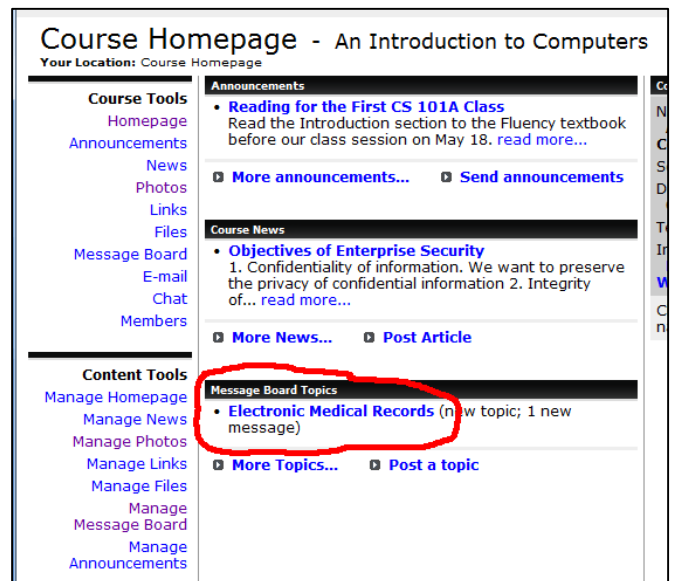 Course Homepage - An Introduction to Computers
Your Location: Course Homepage
Course Tools
Homepage
Announcements
News
Photos
Links
Files
Message Board
E-mail
Chat
Members
Content Tools
Manage Homepage
Manage News
Manage Photos
Manage Links
Manage Files
Manage
Message Board
Manage
Announcements
Announcements
• Reading for the First CS 101A Class
Read the Introduction section to the Fluency textbook
before our class session on May 18. read more...
More announcements... Send announcements
Course News
• Objectives of Enterprise Security
1. Confidentiality of information. We want to preserve
the privacy of confidential information 2. Integrity
of... read more...
More News... Post Article
Message Board Topics
• Electronic Medical Records (new topic; 1 new
message)
More Topics... Post a topic